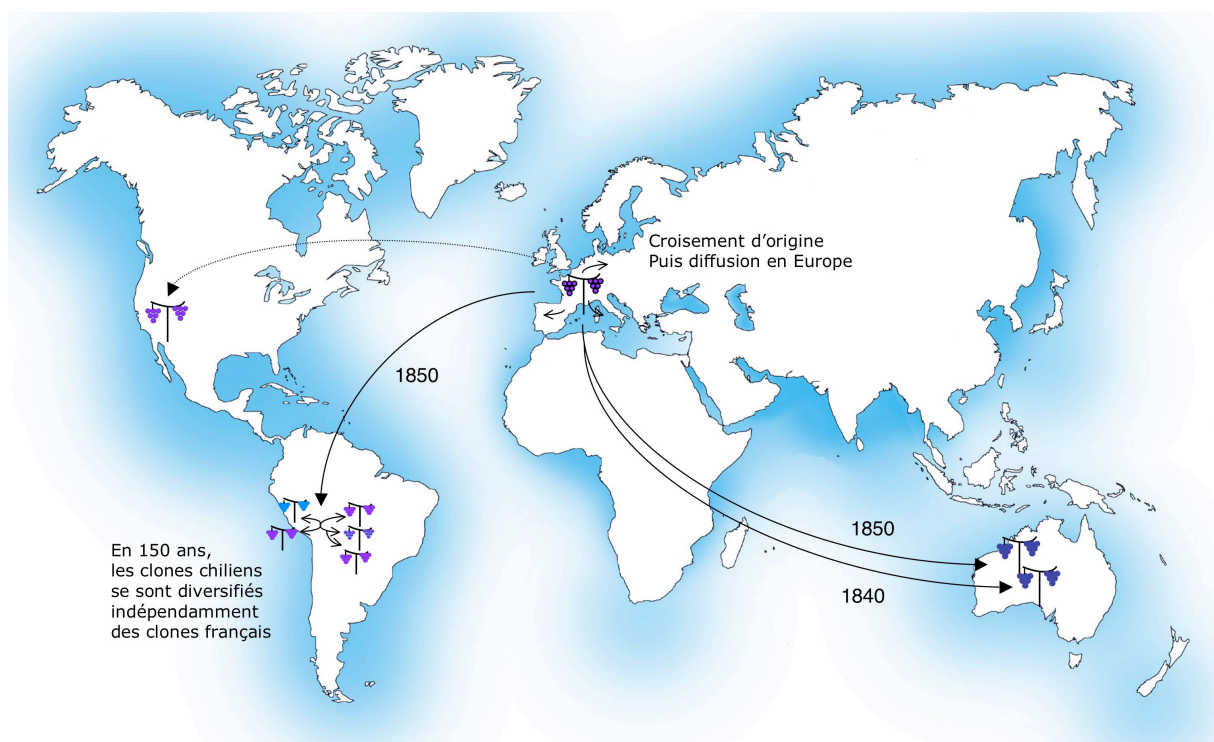 Croisement d'origine
Puis diffusion en Europe
1850
En 150 ans,
les clones chiliens
se sont diversifiés
indépendamment
des clones français
1850
1840